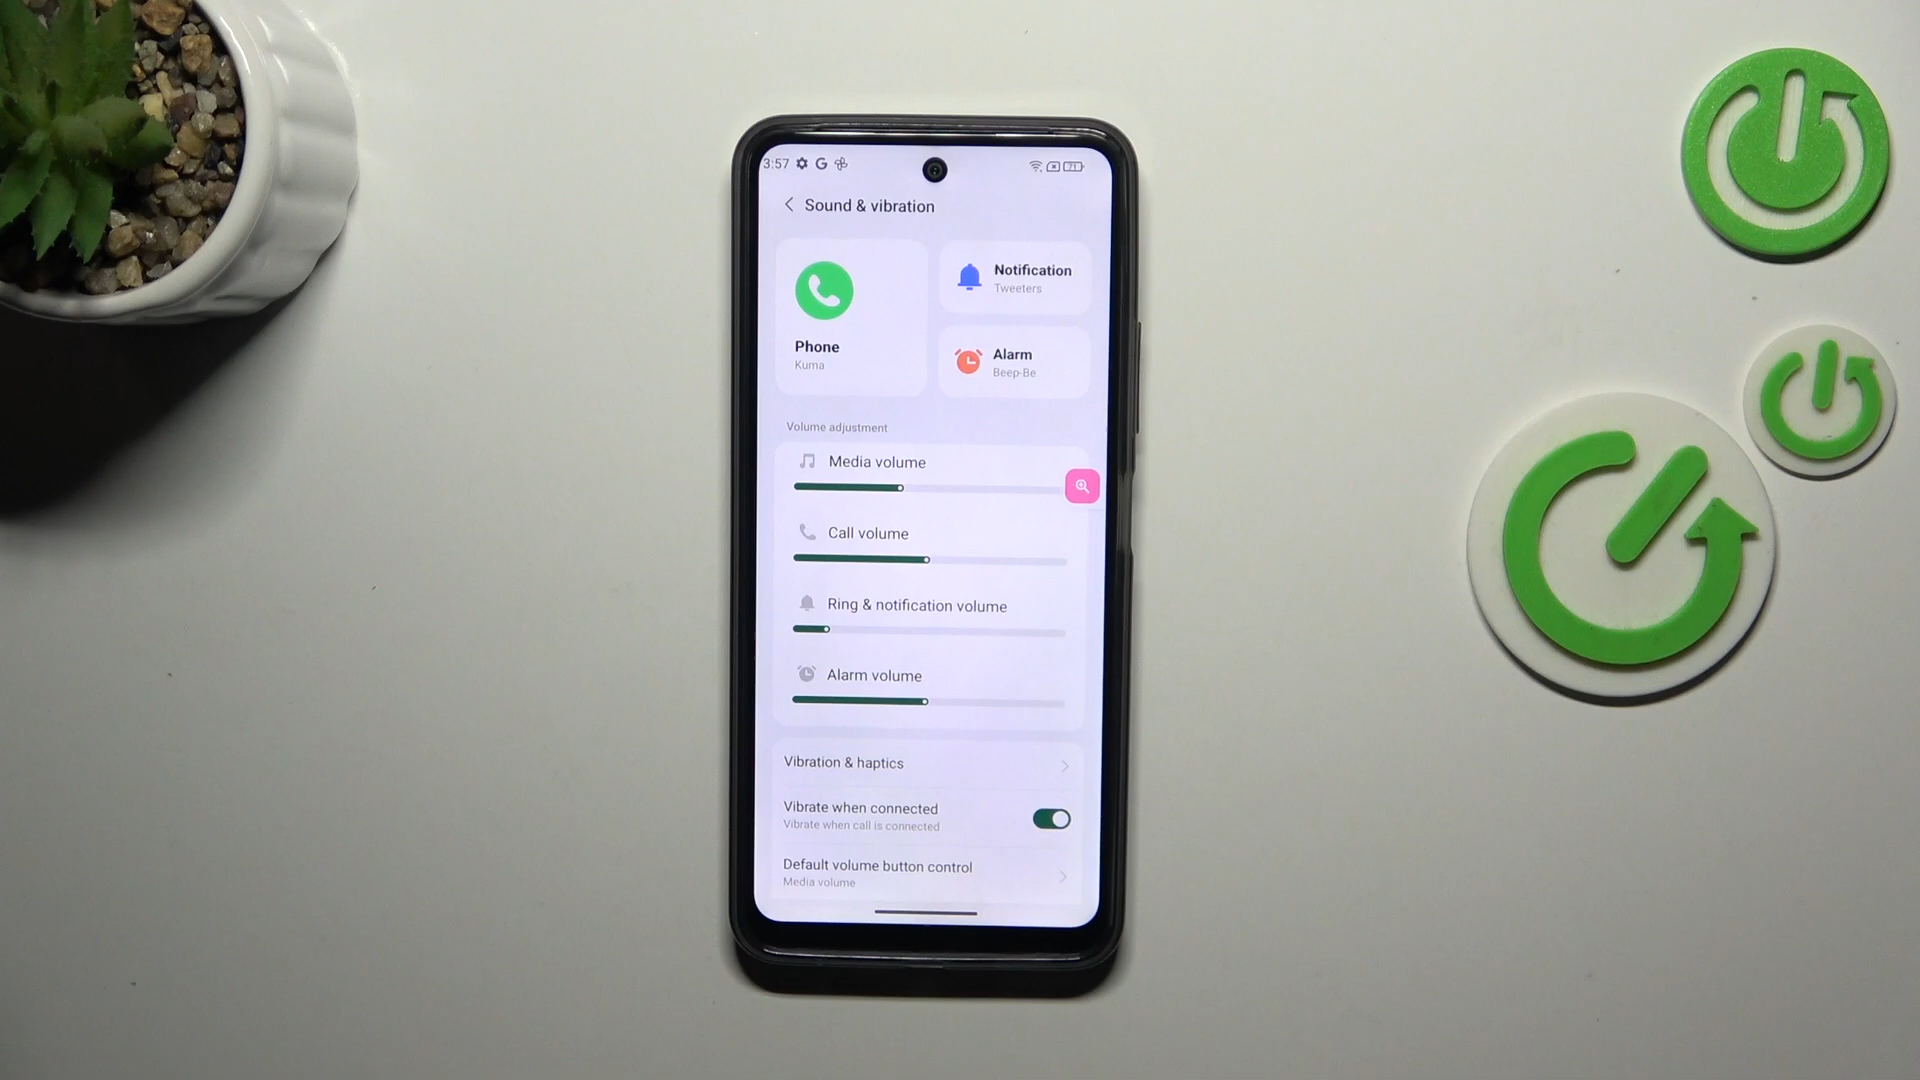 3:57
71
Sound & vibration
Phone
Kuma
Notification
Tweeters
Alarm
Beep-Be
Volume adjustment
Media volume
Call volume
Ring & notification volume
Alarm volume
Vibration & haptics
Vibrate when connected
Vibrate when call is connected
Default volume button control
Media volume